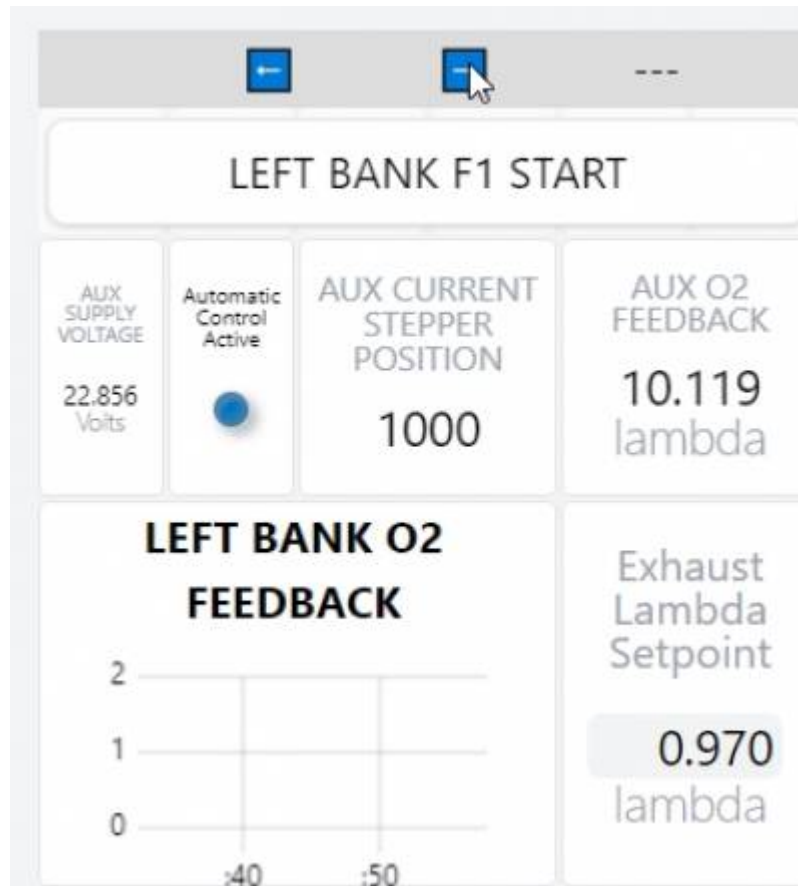 ← → ---
LEFT BANK F1 START
AUX
SUPPLY
VOLTAGE
22.856
Volts
Automatic
Control
Active
AUX CURRENT
STEPPER
POSITION
1000
AUX O2
FEEDBACK
10.119
lambda
LEFT BANK O2
FEEDBACK
2
1
0
:40 :50
Exhaust
Lambda
Setpoint
0.970
lambda